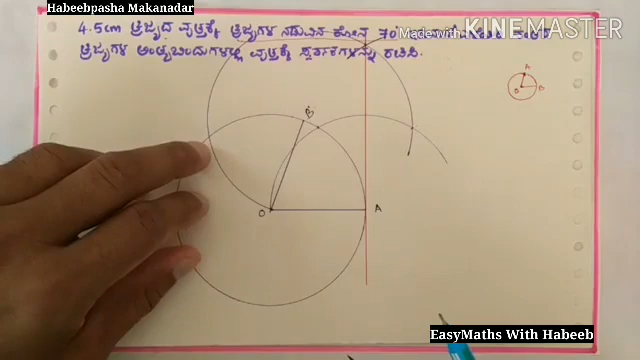 Habeebpasha Makanadar
Made with
KINEMASTER
4.5cm ತ್ರಿಜ್ಯದ ವೃತ್ತಕ್ಕೆ ತ್ರಿಜ್ಯಗಳ ನಡುವಿನ ಕೋನ 70°
ತ್ರಿಜ್ಯಗಳ ಅಂತ್ಯಬಿಂದುಗಳಲ್ಲಿ ವೃತ್ತಕ್ಕೆ ಸ್ಪರ್ಶಕಗಳನ್ನು ರಚಿಸಿ.
A
O B
B
O A
EasyMaths With Habeeb